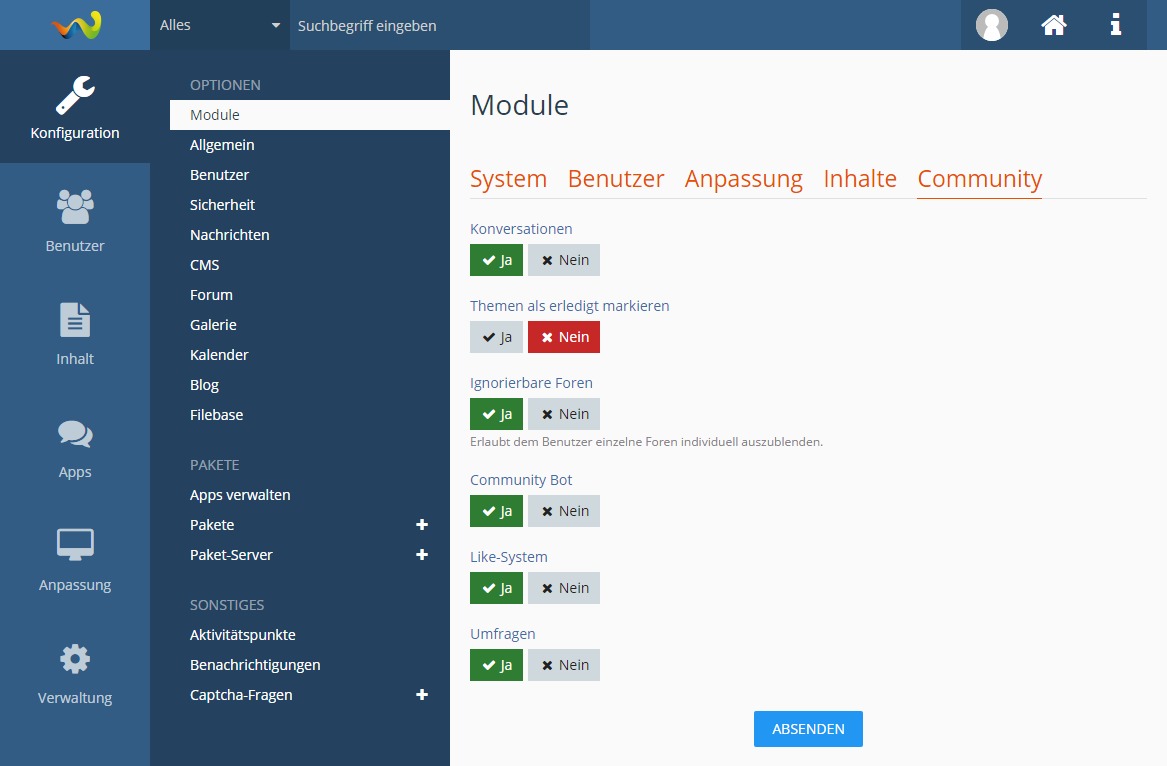 Alles
Suchbegriff eingeben
Konfiguration
Benutzer
Inhalt
Apps
Anpassung
Verwaltung
OPTIONEN
Module
Allgemein
Benutzer
Sicherheit
Nachrichten
CMS
Forum
Galerie
Kalender
Blog
Filebase
PAKETE
Apps verwalten
Pakete
Paket-Server
SONSTIGES
Aktivitätspunkte
Benachrichtigungen
Captcha-Fragen
Module
System Benutzer Anpassung Inhalte Community
Konversationen
Ja Nein
Themen als erledigt markieren
Ja Nein
Ignorierbare Foren
Ja Nein
Erlaubt dem Benutzer einzelne Foren individuell auszublenden.
Community Bot
Ja Nein
Like-System
Ja Nein
Umfragen
Ja Nein
ABSENDEN